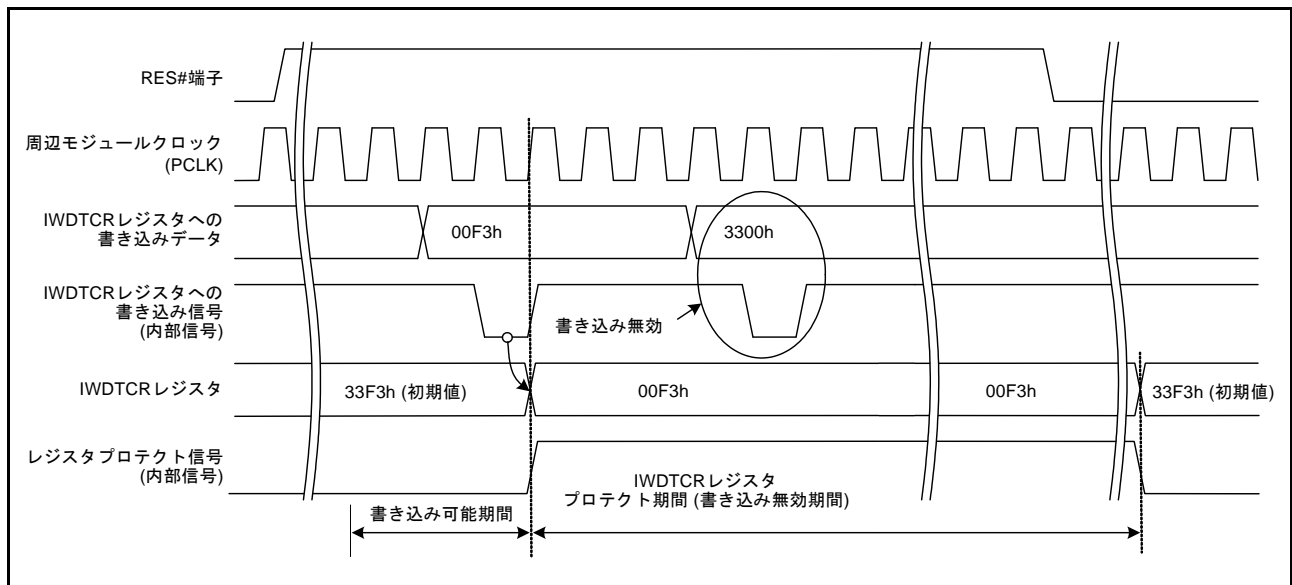 RES#端子
周辺モジュールクロック
(PCLK)
IWDTCRレジスタへの
書き込みデータ
00F3h
3300h
IWDTCRレジスタへの
書き込み信号
(内部信号)
書き込み無効
IWDTCRレジスタ
33F3h (初期値)
00F3h
00F3h
33F3h (初期値)
レジスタプロテクト信号
(内部信号)
IWDTCRレジスタ
プロテクト期間 (書き込み無効期間)
書き込み可能期間